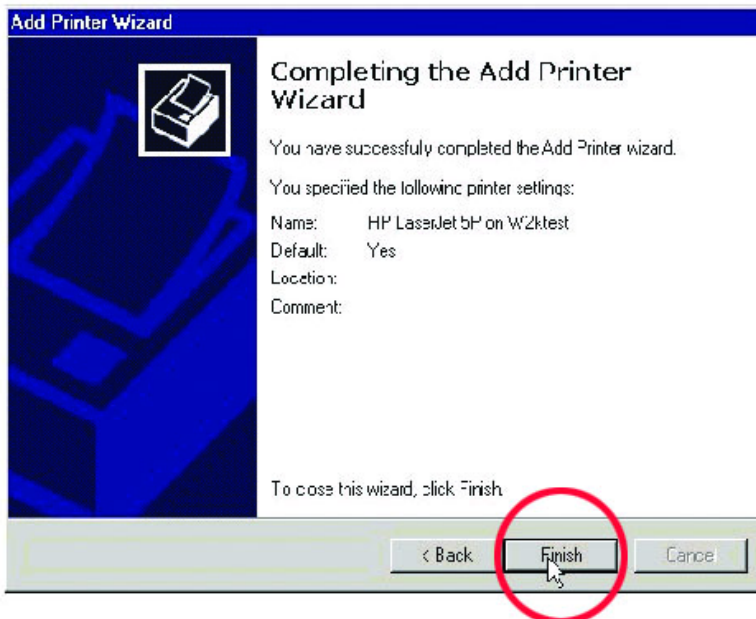 Add Printer Wizard
Completing the Add Printer
Wizard
You have successfully completed the Add Printer wizard.
You specified the following printer settings:
Name: HP LaserJet 5P on W2ktest
Default: Yes
Location:
Comment:
To close this wizard, click Finish.
< Back Finish Cancel